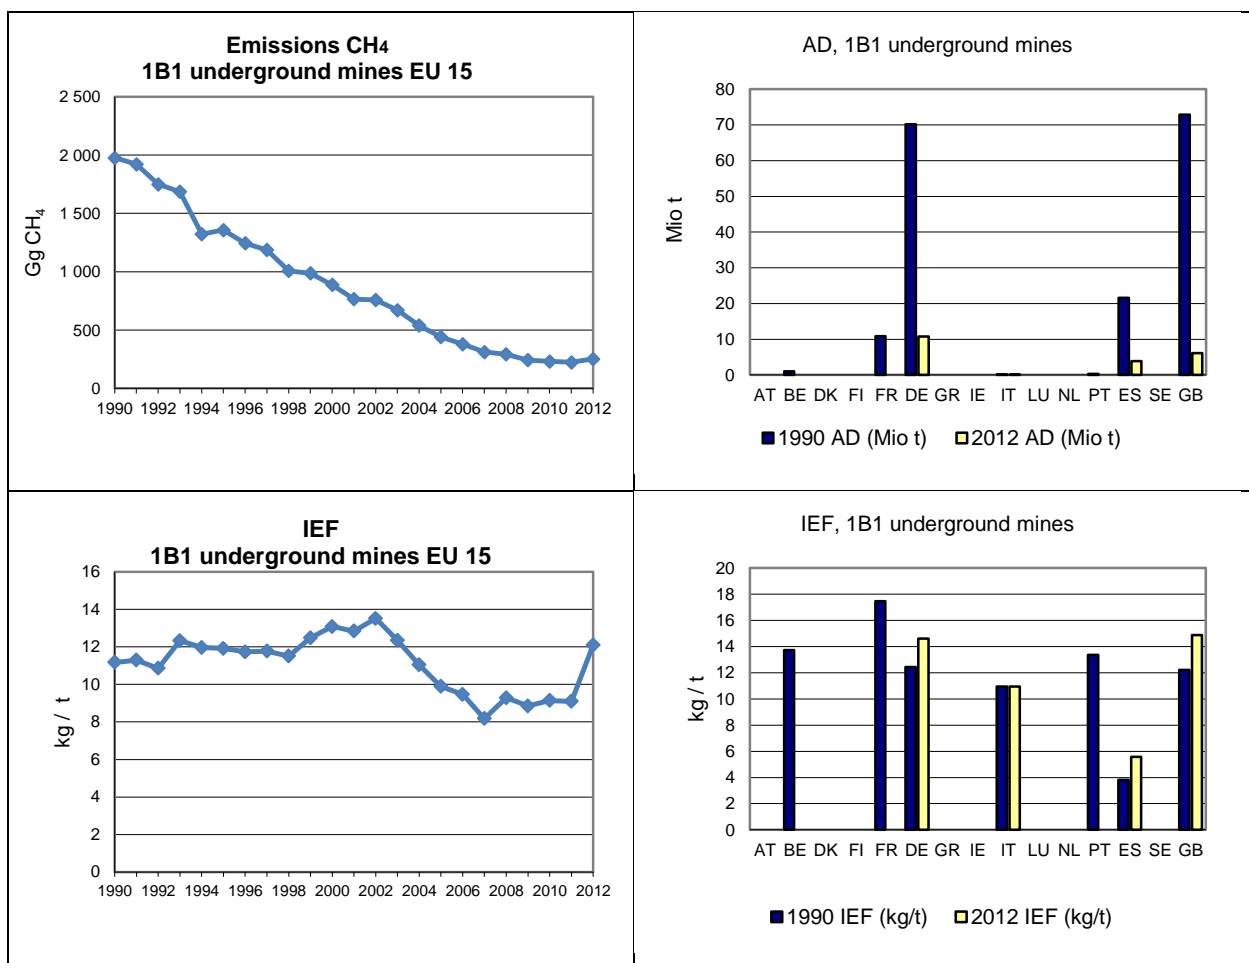 Emissions CH4
1B1 underground mines EU 15
2 500
2 000
1 500
1 000
500
0
Gg CH4
1990 1992 1994 1996 1998 2000 2002 2004 2006 2008 2010 2012
AD, 1B1 underground mines
80
70
60
50
40
30
20
10
0
Mio t
AT BE DK FI FR DE GR IE IT LU NL PT ES SE GB
1990 AD (Mio t) 2012 AD (Mio t)
IEF
1B1 underground mines EU 15
16
14
12
10
8
6
4
2
0
kg / t
1990 1992 1994 1996 1998 2000 2002 2004 2006 2008 2010 2012
IEF, 1B1 underground mines
20
18
16
14
12
10
8
6
4
2
0
kg / t
AT BE DK FI FR DE GR IE IT LU NL PT ES SE GB
1990 IEF (kg/t) 2012 IEF (kg/t)